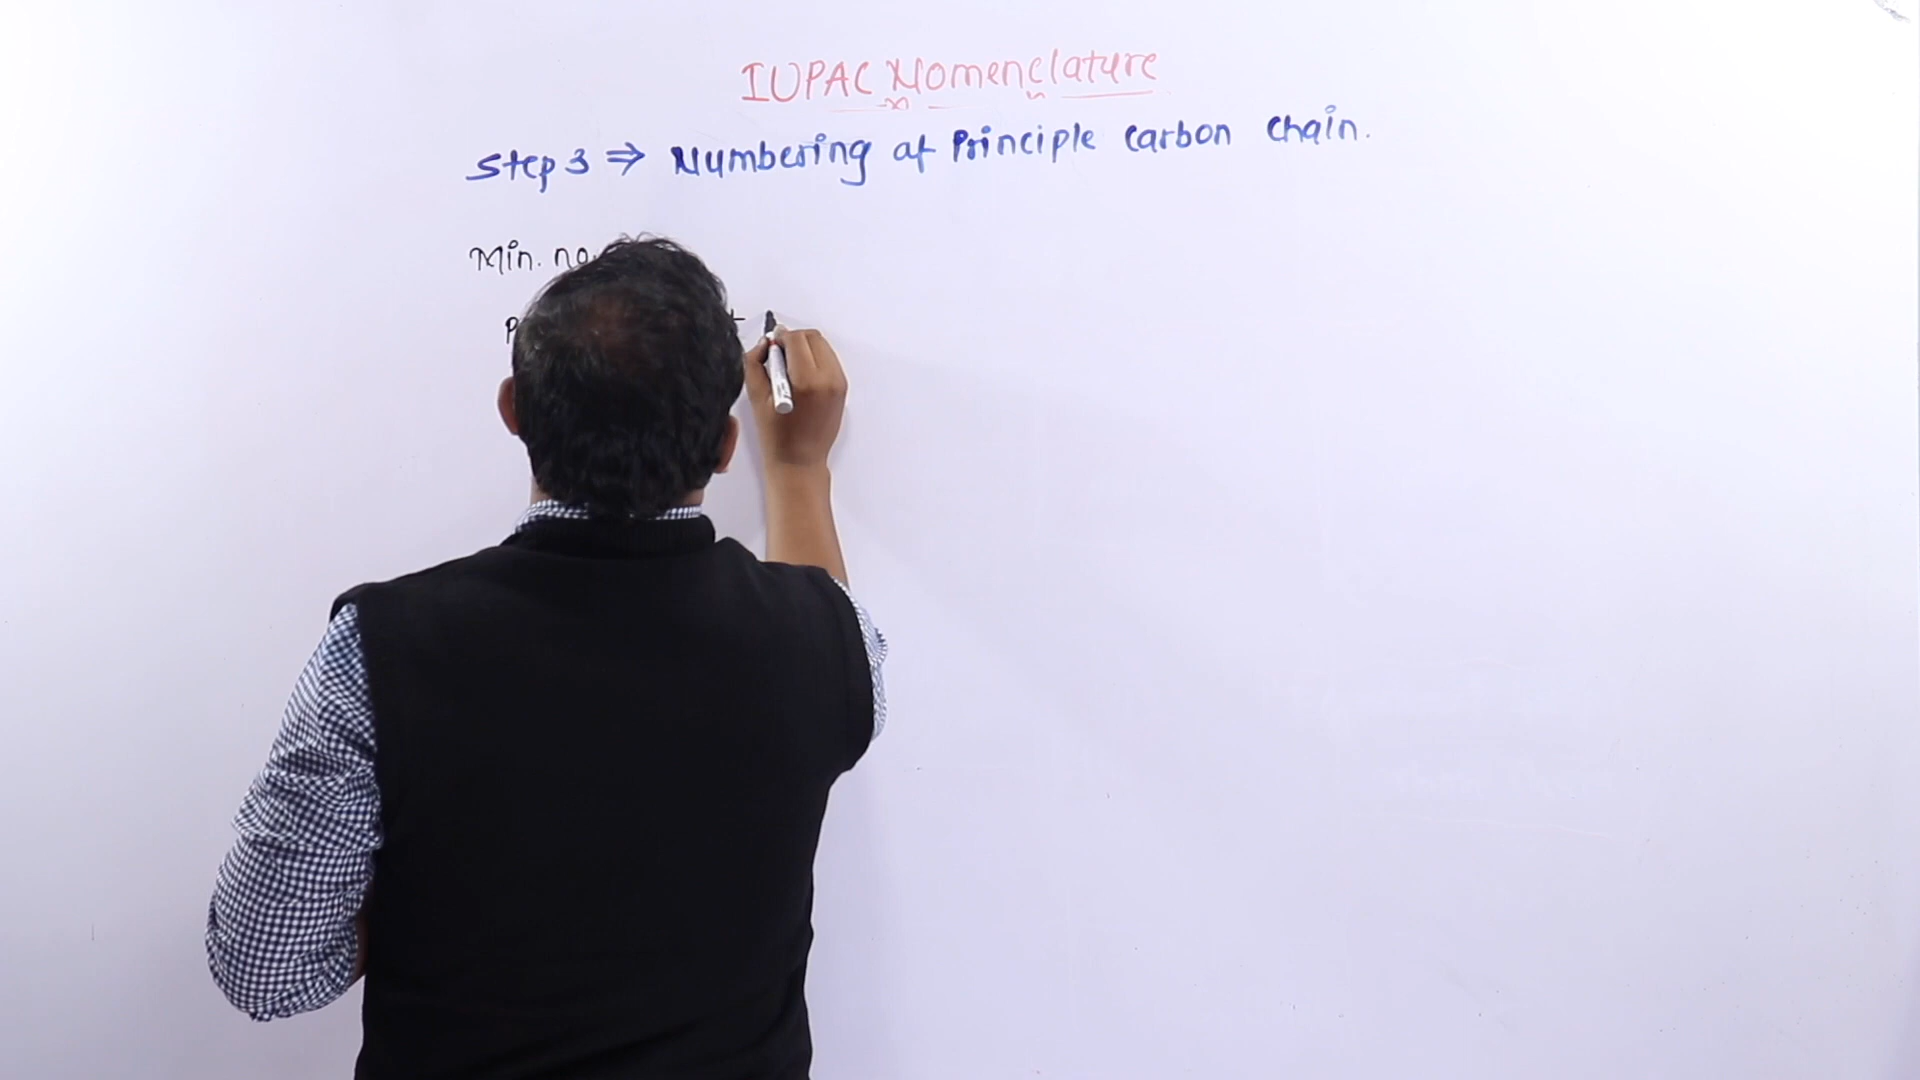 IUPAC Nomenclature
Step 3 ⇒ Numbering of Principle Carbon Chain.
Min. no.